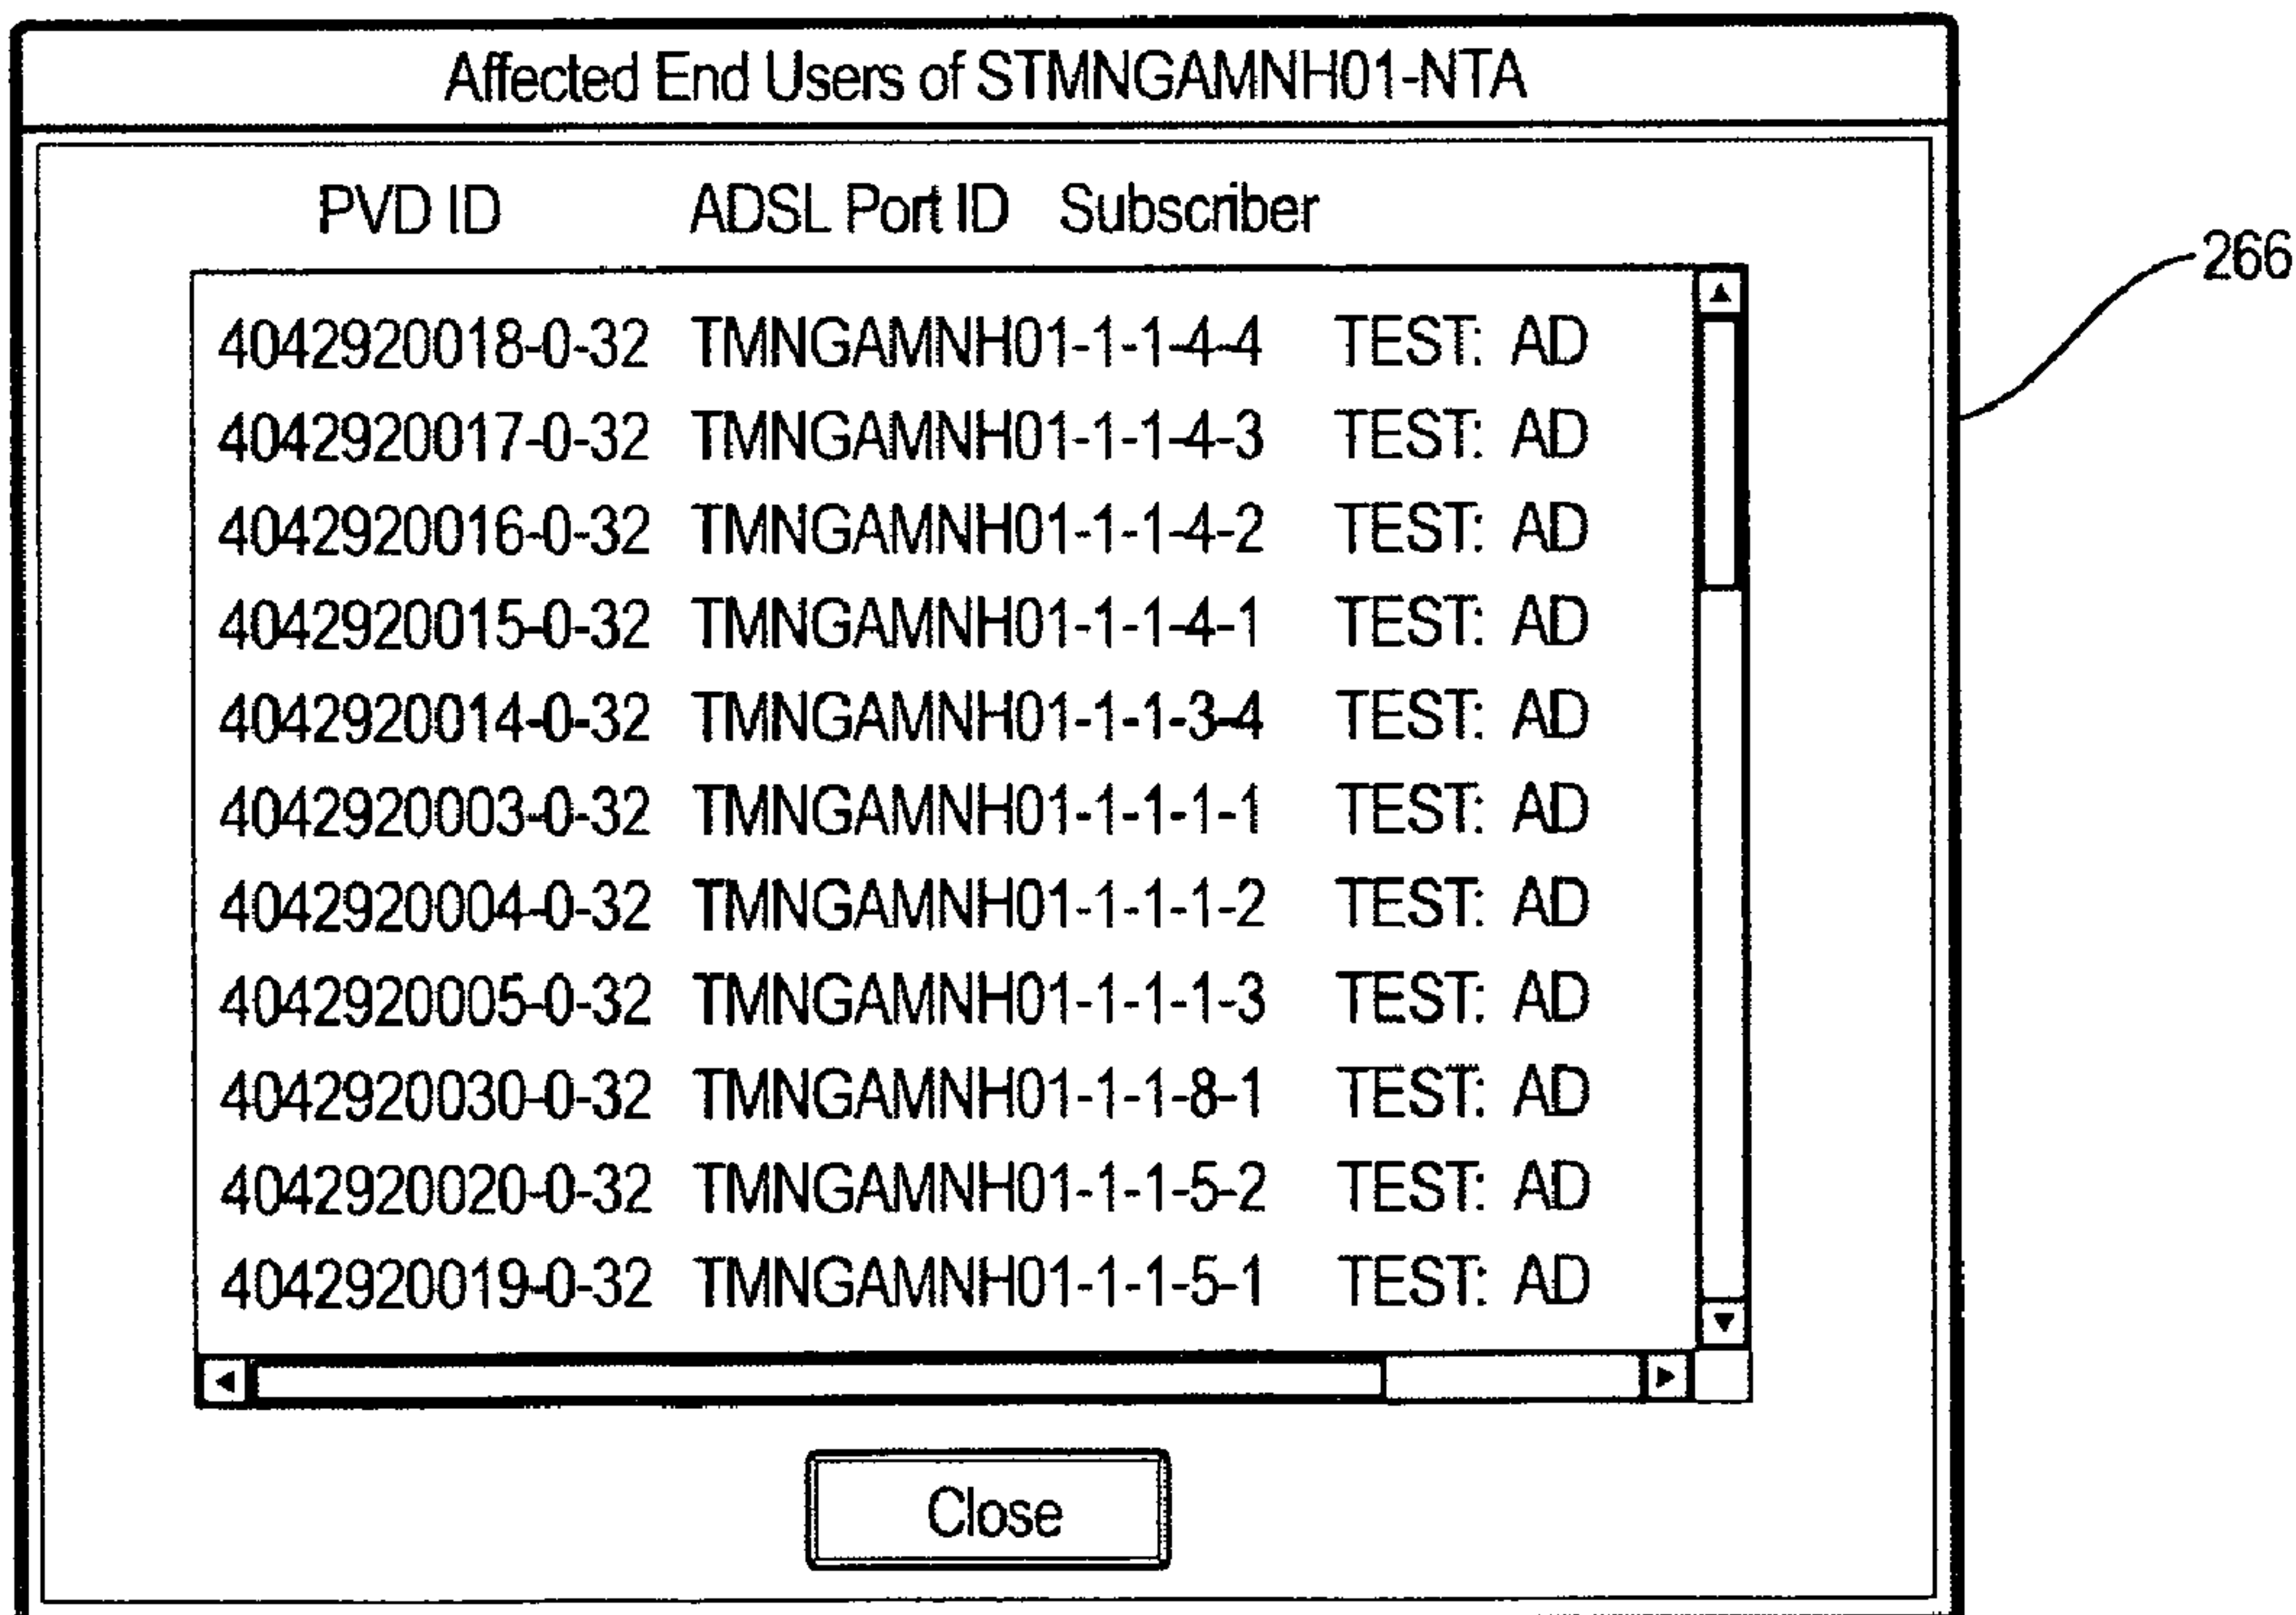 Affected End Users of STMNGAMNH01-NTA
PVD ID ADSL Port ID Subscriber
266
4042920018-0-32 TMNGAMNH01-1-1-4-4 TEST: AD
4042920017-0-32 TMNGAMNH01-1-1-4-3 TEST: AD
4042920016-0-32 TMNGAMNH01-1-1-4-2 TEST: AD
4042920015-0-32 TMNGAMNH01-1-1-4-1 TEST: AD
4042920014-0-32 TMNGAMNH01-1-1-3-4 TEST: AD
4042920003-0-32 TMNGAMNH01-1-1-1-1 TEST: AD
4042920004-0-32 TMNGAMNH01-1-1-1-2 TEST: AD
4042920005-0-32 TMNGAMNH01-1-1-1-3 TEST: AD
4042920030-0-32 TMNGAMNH01-1-1-8-1 TEST: AD
4042920020-0-32 TMNGAMNH01-1-1-5-2 TEST: AD
4042920019-0-32 TMNGAMNH01-1-1-5-1 TEST: AD
Close